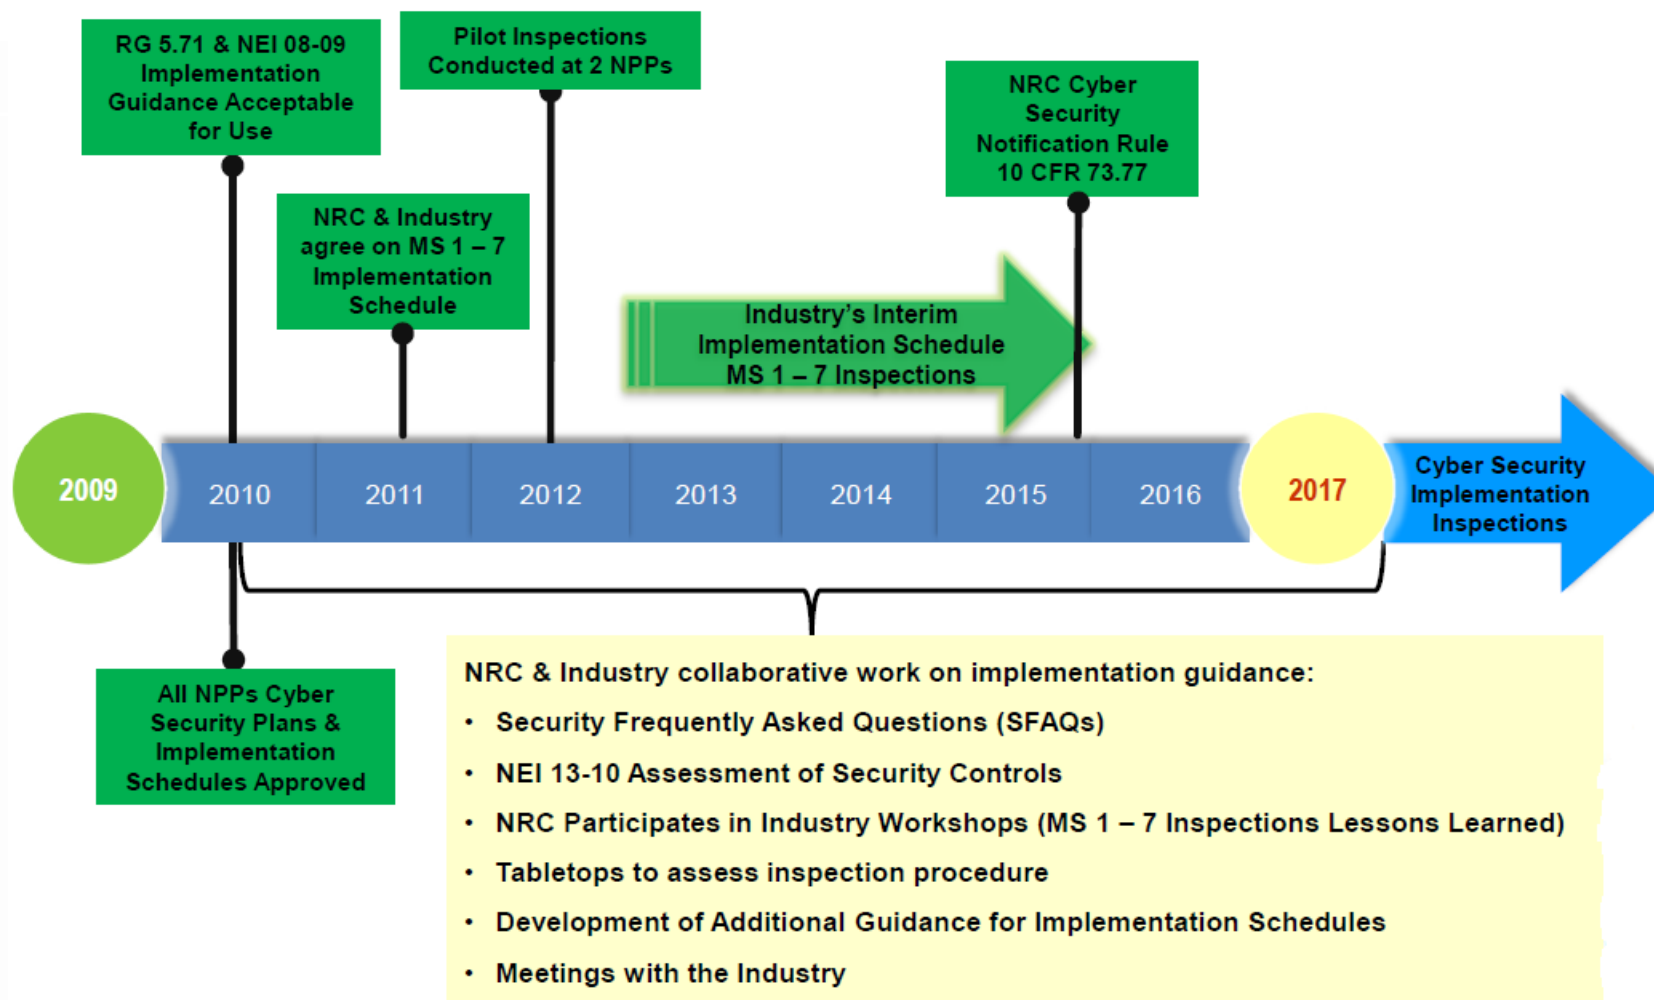 RG 5.71 & NEI 08-09
Implementation
Guidance Acceptable
for Use
Pilot Inspections
Conducted at 2 NPPs
NRC Cyber
Security
Notification Rule
10 CFR 73.77
NRC & Industry
agree on MS 1 – 7
Implementation
Schedule
Industry’s Interim
Implementation Schedule
MS 1 – 7 Inspections
2009
2010
2011
2012
2013
2014
2015
2016
2017
Cyber Security
Implementation
Inspections
All NPPs Cyber
Security Plans &
Implementation
Schedules Approved
NRC & Industry collaborative work on implementation guidance:
• Security Frequently Asked Questions (SFAQs)
• NEI 13-10 Assessment of Security Controls
• NRC Participates in Industry Workshops (MS 1 – 7 Inspections Lessons Learned)
• Tabletops to assess inspection procedure
• Development of Additional Guidance for Implementation Schedules
• Meetings with the Industry